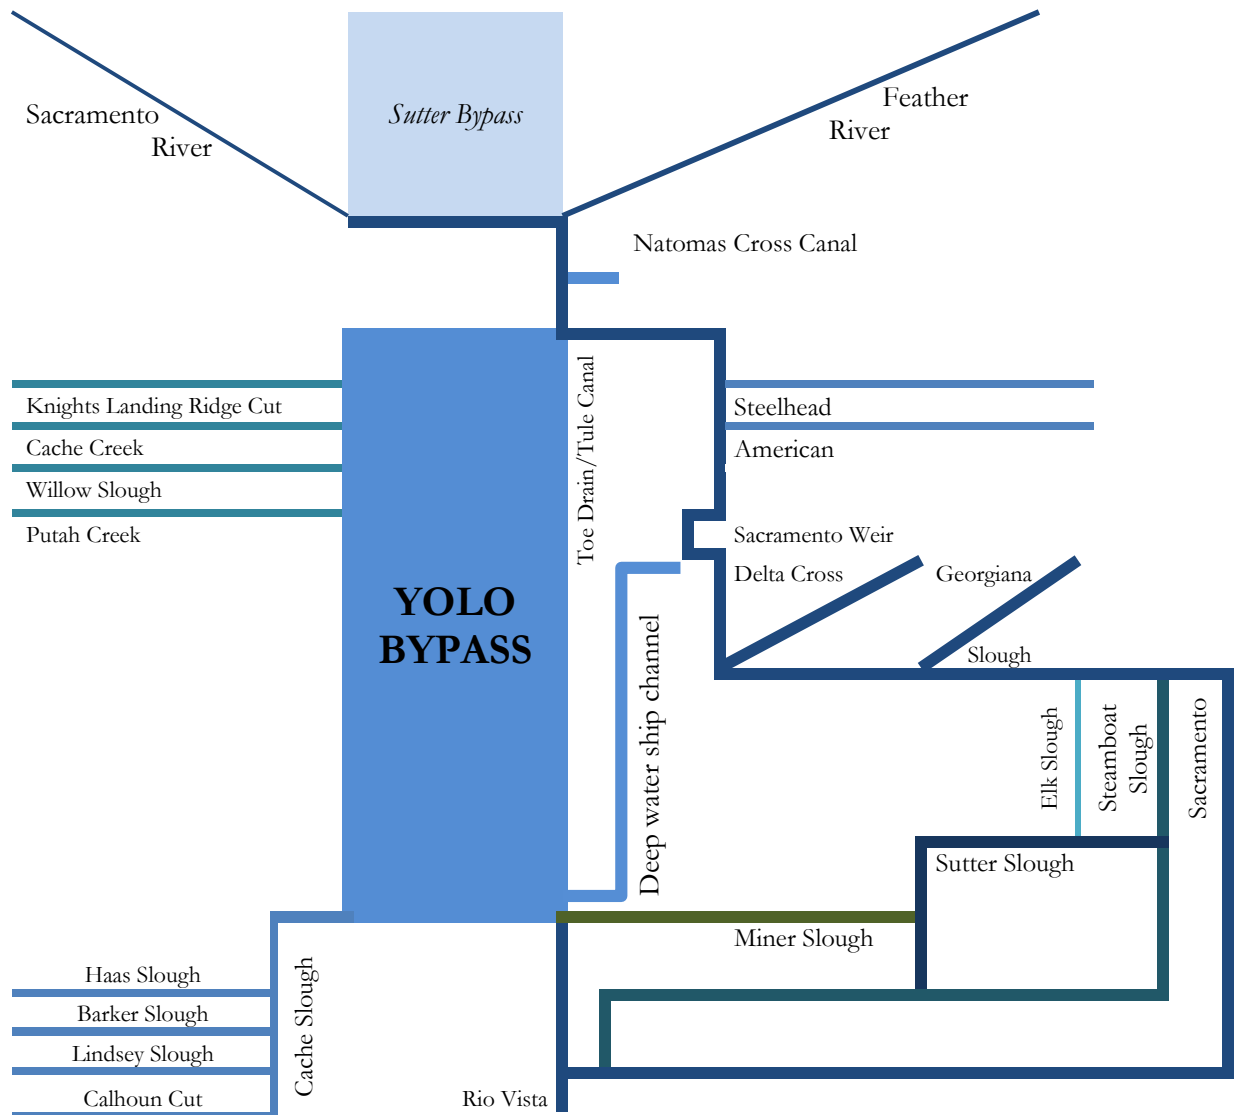 Sutter Bypass
Feather
River
Sacramento
River
Natomas Cross Canal
Toe Drain/Tule Canal
Knights Landing Ridge Cut
Steelhead
Cache Creek
American
Willow Slough
Putah Creek
Sacramento Weir
Delta Cross
Georgiana
Slough
YOLO
BYPASS
Deep water ship channel
Elk Slough
Steamboat
Slough
Sacramento
Sutter Slough
Miner Slough
Haas Slough
Barker Slough
Lindsey Slough
Calhoun Cut
Cache Slough
Rio Vista